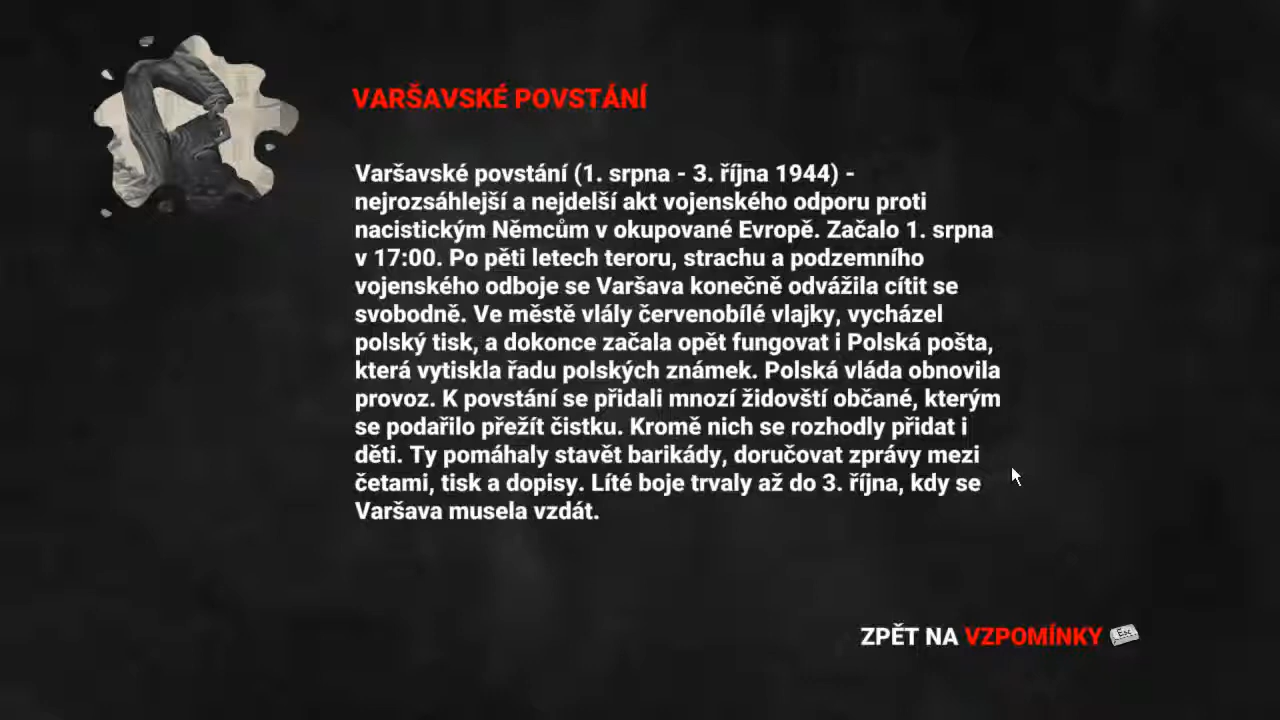 VARŠAVSKÉ POVSTÁNÍ
Varšavské povstání (1. srpna - 3. října 1944) -
nejrozsáhlejší a nejdelší akt vojenského odporu proti
nacistickým Němcům v okupované Evropě. Začalo 1. srpna
v 17:00. Po pěti letech teroru, strachu a podzemního
vojenského odboje se Varšava konečně odvážila cítit se
svobodně. Ve městě vlály červenobílé vlajky, vycházel
polský tisk, a dokonce začala opět fungovat i Polská pošta,
která vytiskla řadu polských známek. Polská vláda obnovila
provoz. K povstání se přidali mnozí židovští občané, kterým
se podařilo přežít čistku. Kromě nich se rozhodly přidat i
děti. Ty pomáhaly stavět barikády, doručovat zprávy mezi
četami, tisk a dopisy. Líté boje trvaly až do 3. října, kdy se
Varšava musela vzdát.
ZPĚT NA VZPOMÍNKY Esc